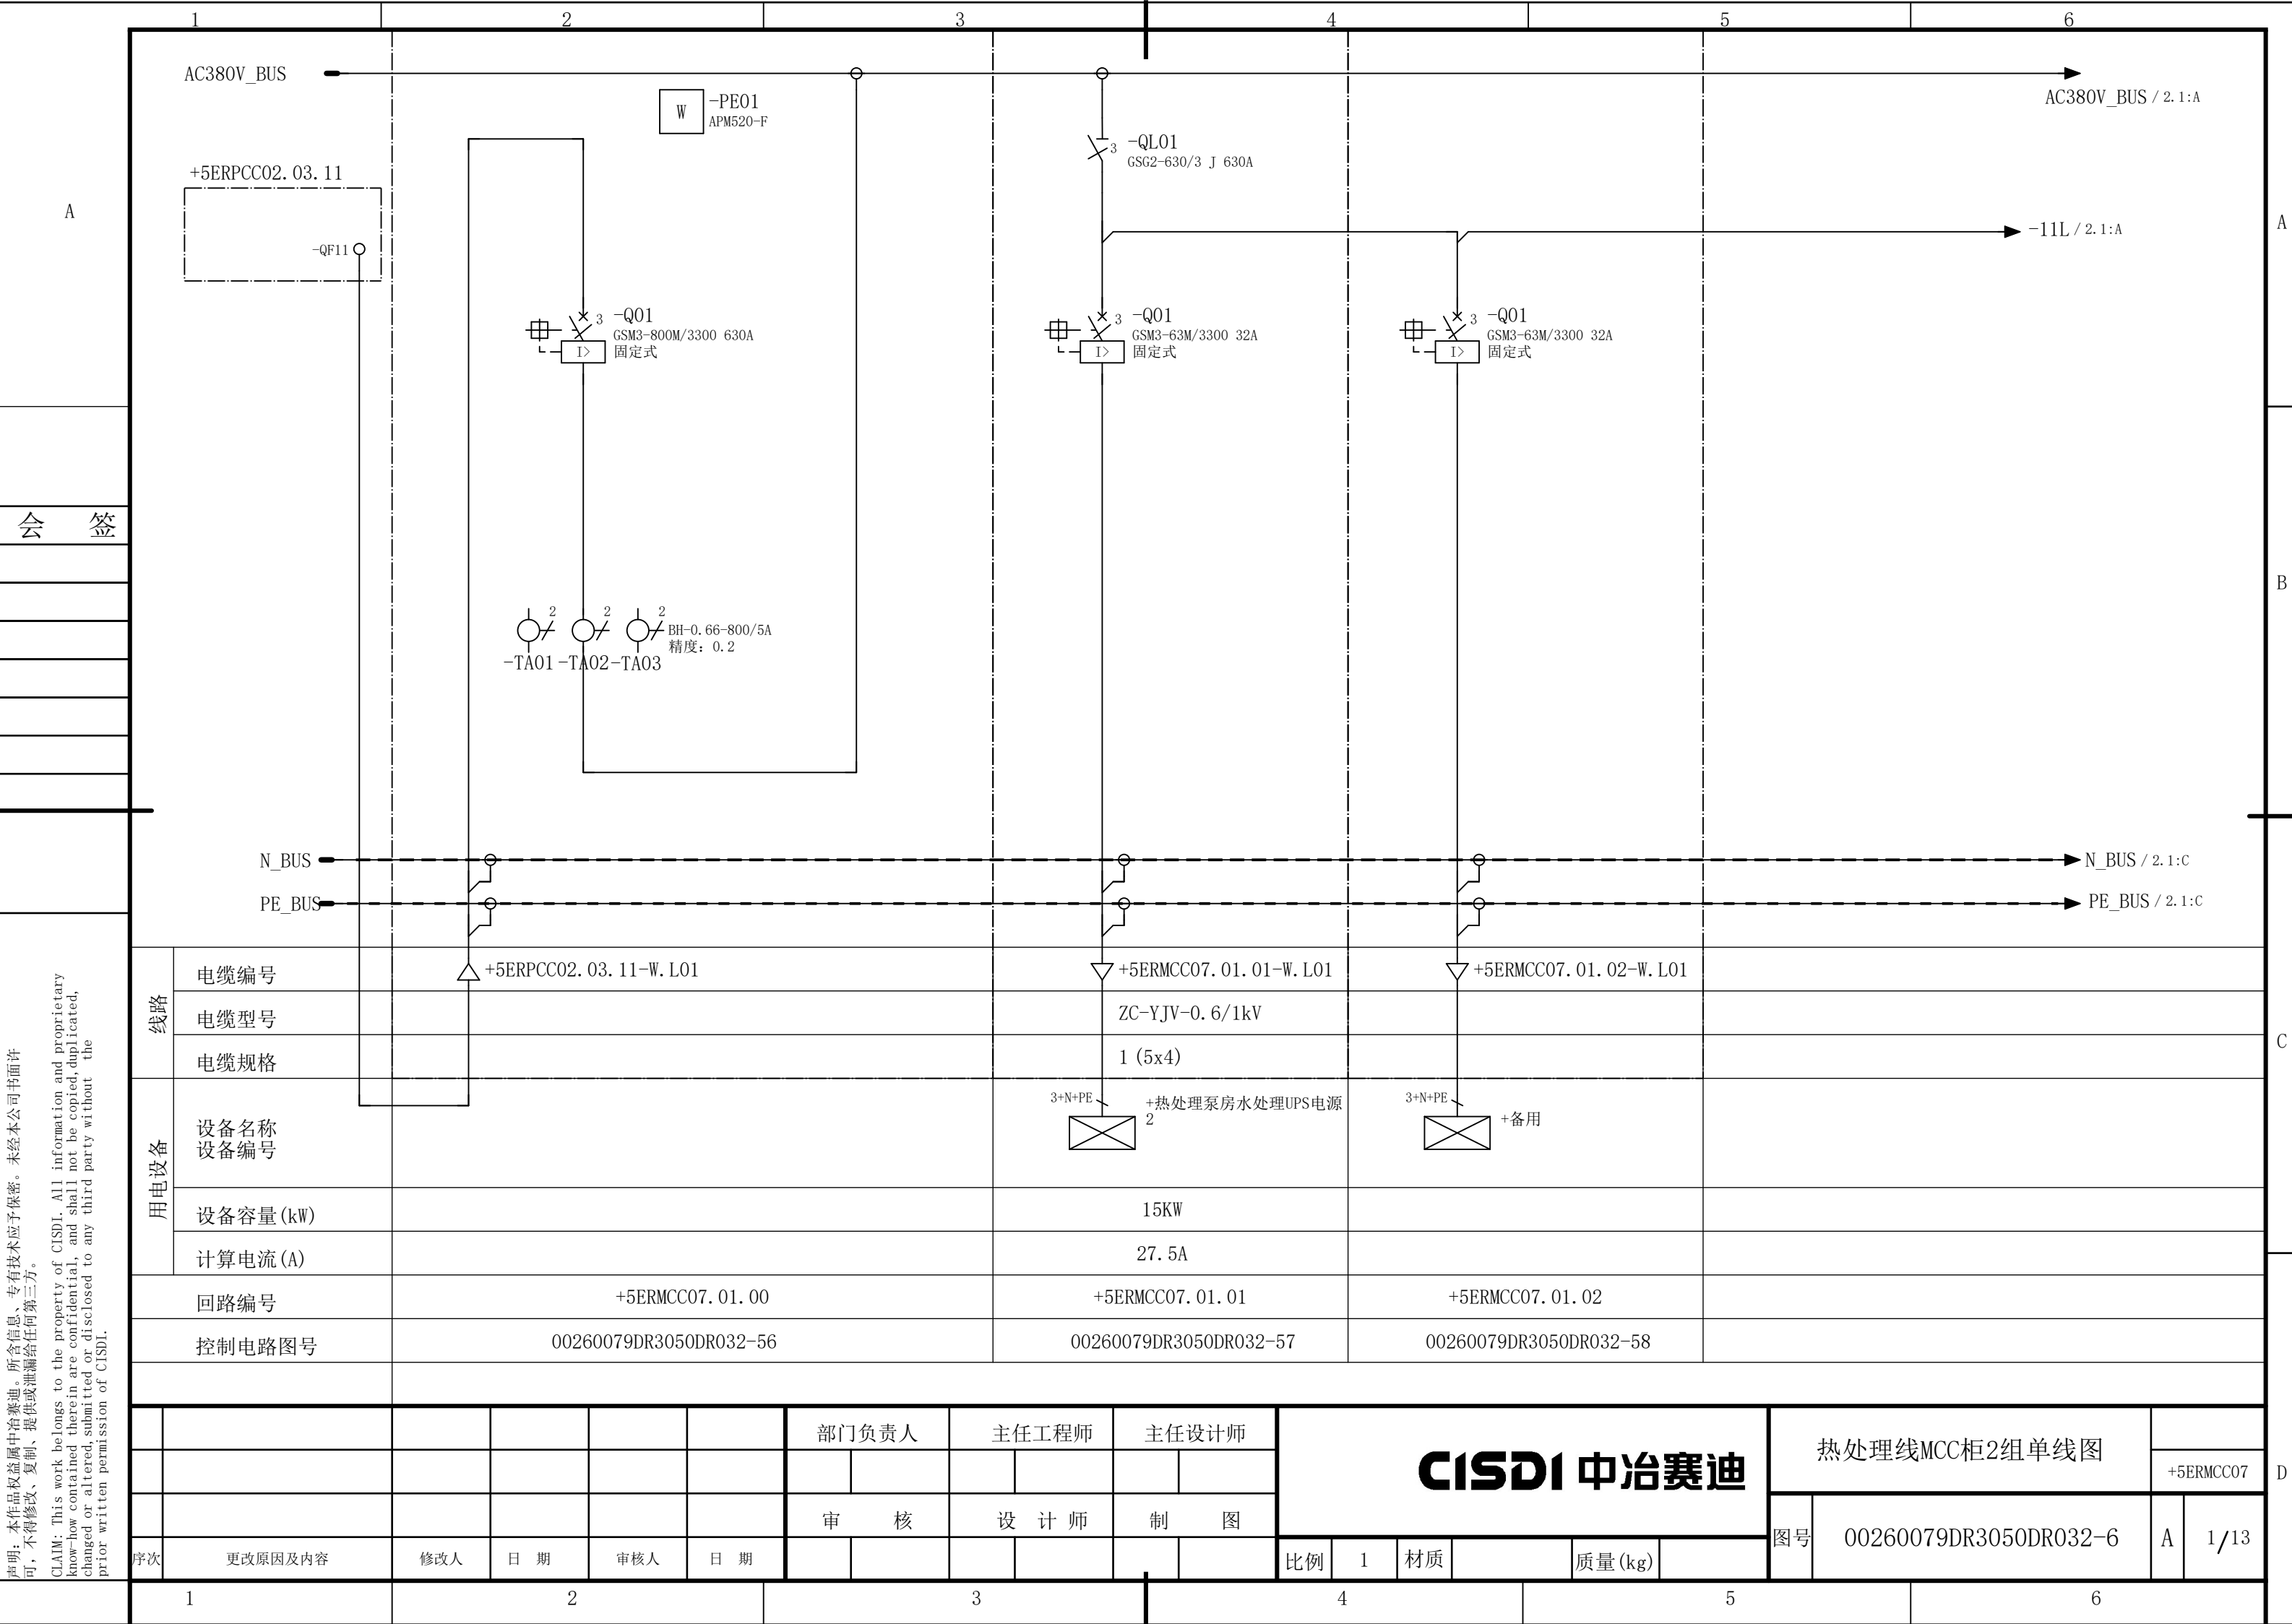 1 2 3 4 5 6
AC380V_BUS
AC380V_BUS / 2.1:A
W
-PE01
APM520-F
-QL01
GSG2-630/3 J 630A
3
+5ERPCC02.03.11
-QF11
-11L / 2.1:A
A
A
3
-Q01
GSM3-800M/3300 630A
固定式
I>
3
-Q01
GSM3-63M/3300 32A
固定式
I>
3
-Q01
GSM3-63M/3300 32A
固定式
I>
会 签
B
2 2 2
BH-0.66-800/5A
精度: 0.2
-TA01 -TA02 -TA03
N_BUS
N_BUS / 2.1:C
PE_BUS
PE_BUS / 2.1:C
线路
电缆编号
+5ERPCC02.03.11-W.L01
+5ERMCC07.01.01-W.L01
+5ERMCC07.01.02-W.L01
电缆型号
ZC-YJV-0.6/1kV
电缆规格
1 (5x4)
C
用电设备
设备名称
设备编号
3+N+PE
+热处理泵房水处理UPS电源
2
3+N+PE
+备用
设备容量(kW)
15KW
计算电流(A)
27.5A
回路编号
+5ERMCC07.01.00
+5ERMCC07.01.01
+5ERMCC07.01.02
控制电路图号
00260079DR3050DR032-56
00260079DR3050DR032-57
00260079DR3050DR032-58
声明: 本作品权益属中冶赛迪。所含信息、专有技术应予保密。未经本公司书面许
可, 不得修改、复制、提供或泄漏给任何第三方。
CLAIM: This work belongs to the property of CISDI. All information and proprietary
know-how contained therein are confidential, and shall not be copied,duplicated,
changed or altered,submitted or disclosed to any third party without the
prior written permission of CISDI.
部门负责人 主任工程师 主任设计师
审 核 设 计 师 制 图
序次 更改原因及内容 修改人 日 期 审核人 日 期
CISDI 中冶赛迪
比例 1 材质 质量(kg)
热处理线MCC柜2组单线图
+5ERMCC07
图号 00260079DR3050DR032-6 A 1/13
D
1 2 3 4 5 6